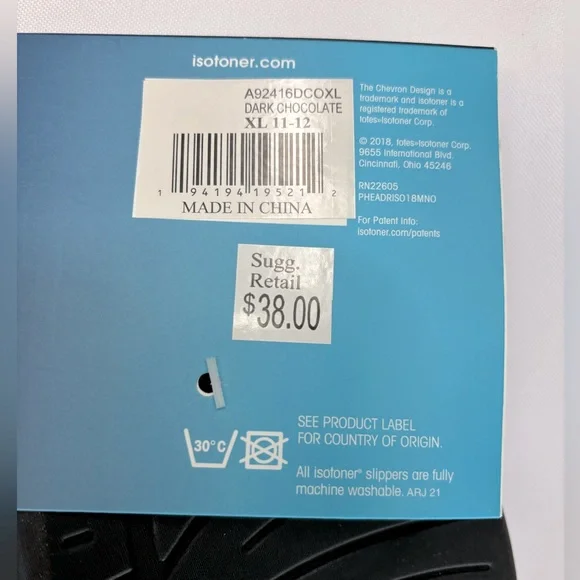 isotoner.com
A92416DCOXL
DARK CHOCOLATE
XL 11-12
1 94194 19521 2
MADE IN CHINA
The Chevron Design is a
trademark and isotoner is a
registered trademark of
totes»Isotoner Corp.
© 2018, totes»Isotoner Corp.
9655 International Blvd.
Cincinnati, Ohio 45246
RN22605
PHEADRISO18MNO
For Patent Info:
isotoner.com/patents
Sugg.
Retail
$38.00
30°C
SEE PRODUCT LABEL
FOR COUNTRY OF ORIGIN.
All isotoner® slippers are fully
machine washable. ARJ 21